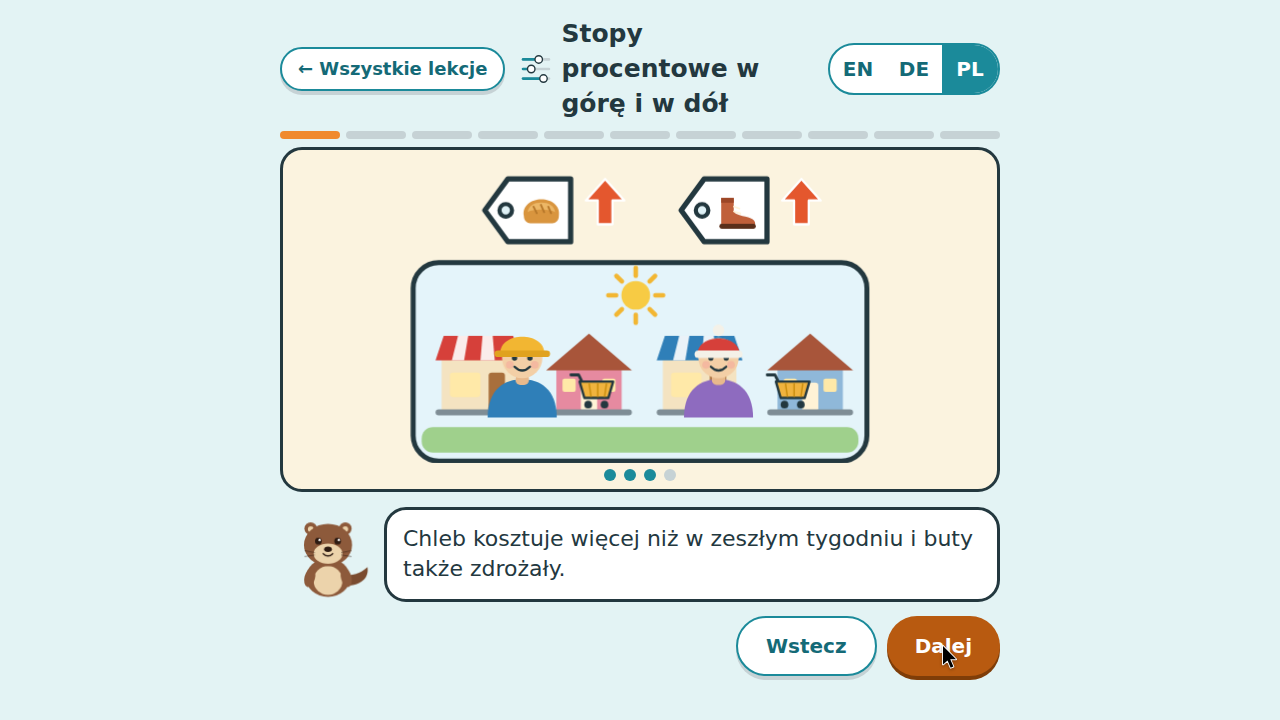 ← Wszystkie lekcje
Stopy
procentowe w
górę i w dół
EN DE PL
Chleb kosztuje więcej niż w zeszłym tygodniu i buty
także zdrożały.
Wstecz
Dalej